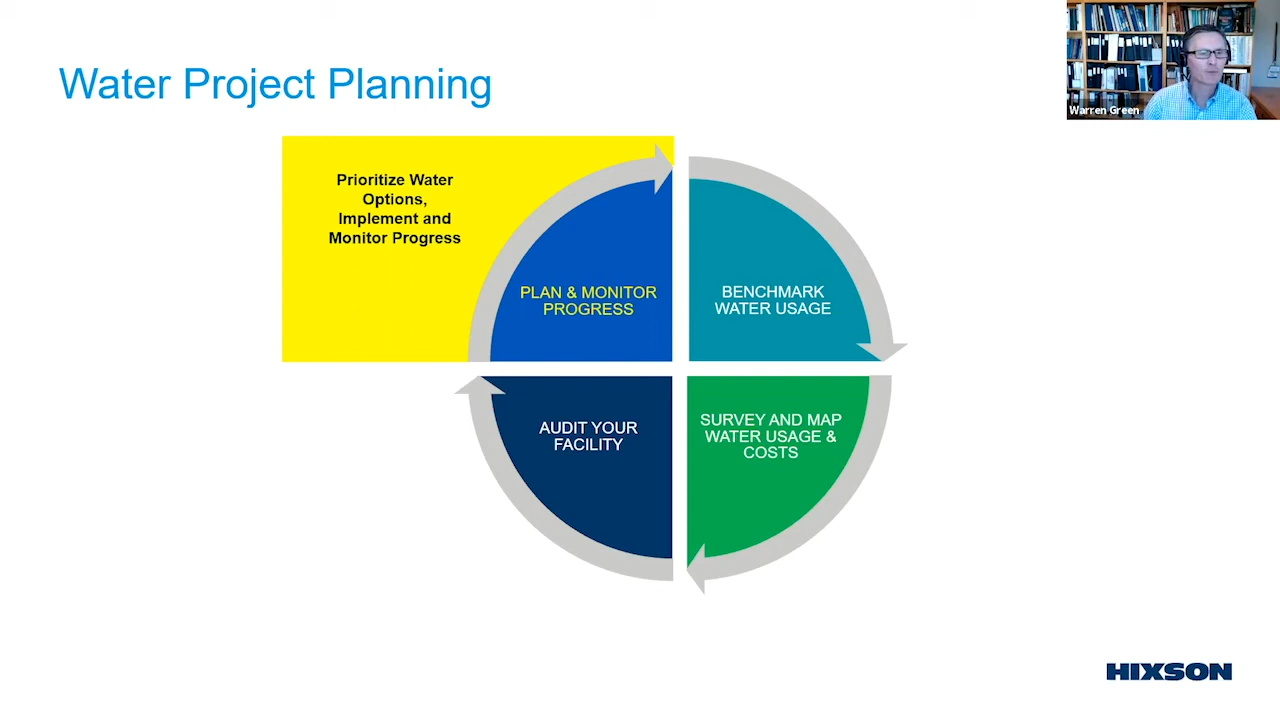 Water Project Planning
Warren Green
Prioritize Water
Options,
Implement and
Monitor Progress
PLAN & MONITOR
PROGRESS
BENCHMARK
WATER USAGE
AUDIT YOUR
FACILITY
SURVEY AND MAP
WATER USAGE &
COSTS
HIXSON